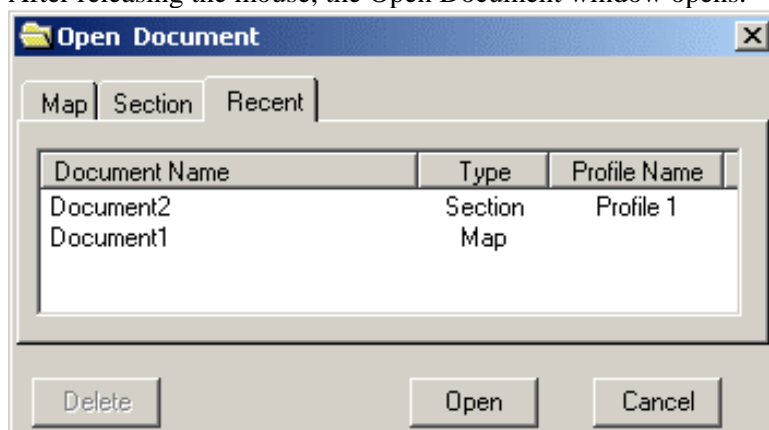 After releasing the mouse, the Open Document window opens.
Open Document
Map Section Recent
Document Name Type Profile Name
Document2 Section Profile 1
Document1 Map
Delete Open Cancel